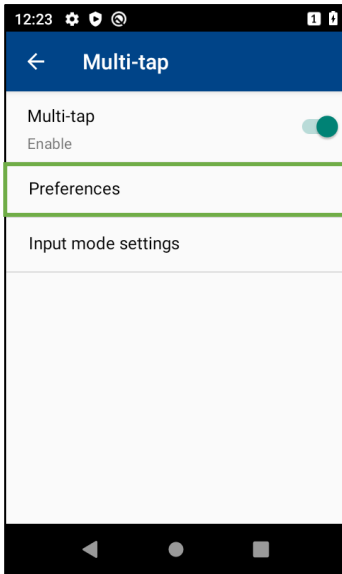 12:23
1
Multi-tap
Multi-tap
Enable
Preferences
Input mode settings